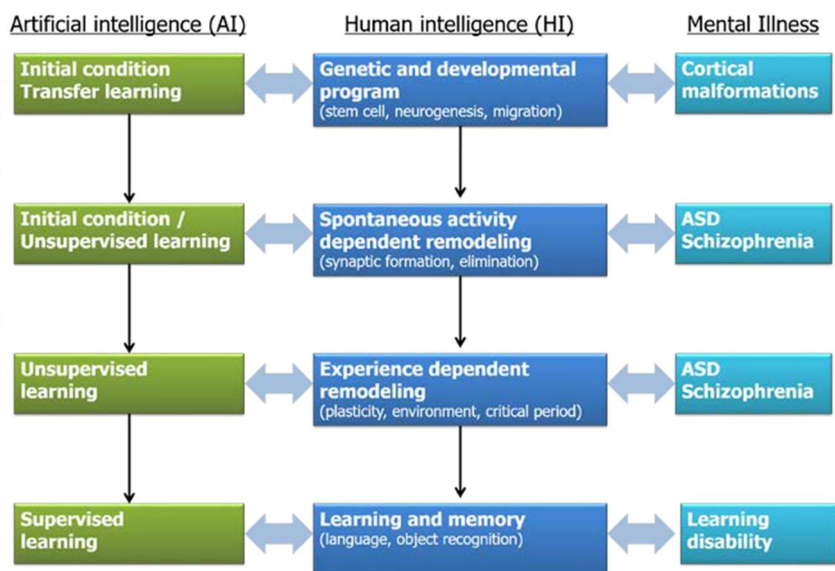 Artificial intelligence (AI)
Human intelligence (HI)
Mental Illness
Initial condition
Transfer learning
Genetic and developmental
program
(stem cell, neurogenesis, migration)
Cortical
malformations
Initial condition /
Unsupervised learning
Spontaneous activity
dependent remodeling
(synaptic formation, elimination)
ASD
Schizophrenia
Unsupervised
learning
Experience dependent
remodeling
(plasticity, environment, critical period)
ASD
Schizophrenia
Supervised
learning
Learning and memory
(language, object recognition)
Learning
disability